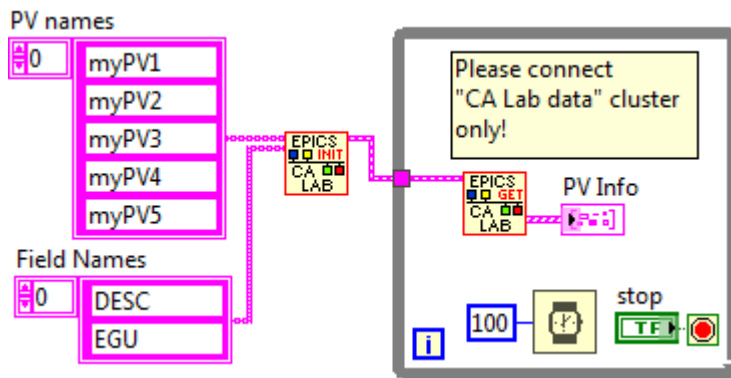 PV names
0
myPV1
myPV2
myPV3
myPV4
myPV5
Field Names
0
DESC
EGU
EPICS
INIT
CA
LAB
Please connect
"CA Lab data" cluster
only!
EPICS
GET
CA
LAB
PV Info
100
stop
TF
i